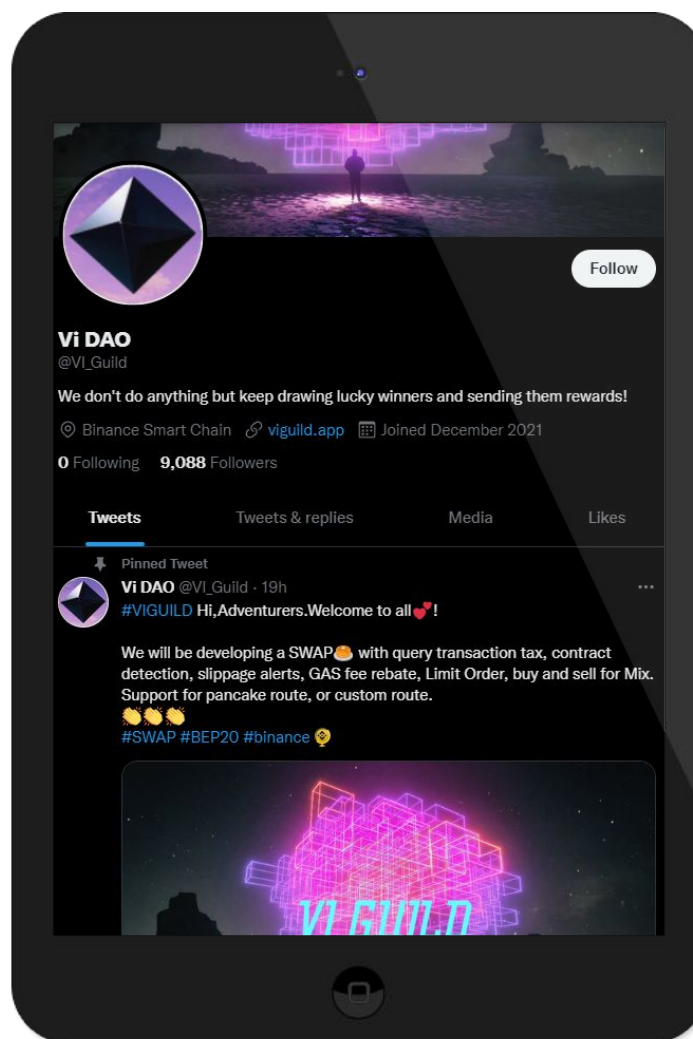 Follow
Vi DAO
@VI_Guild
We don't do anything but keep drawing lucky winners and sending them rewards!
Binance Smart Chain viguild.app Joined December 2021
0 Following 9,088 Followers
Tweets Tweets & replies Media Likes
Pinned Tweet
Vi DAO @VI_Guild · 19h
#VIGUILD Hi,Adventurers.Welcome to all💕!
We will be developing a SWAP🥞 with query transaction tax, contract
detection, slippage alerts, GAS fee rebate, Limit Order, buy and sell for Mix.
Support for pancake route, or custom route.
👏👏👏
#SWAP #BEP20 #binance
VI GUILD